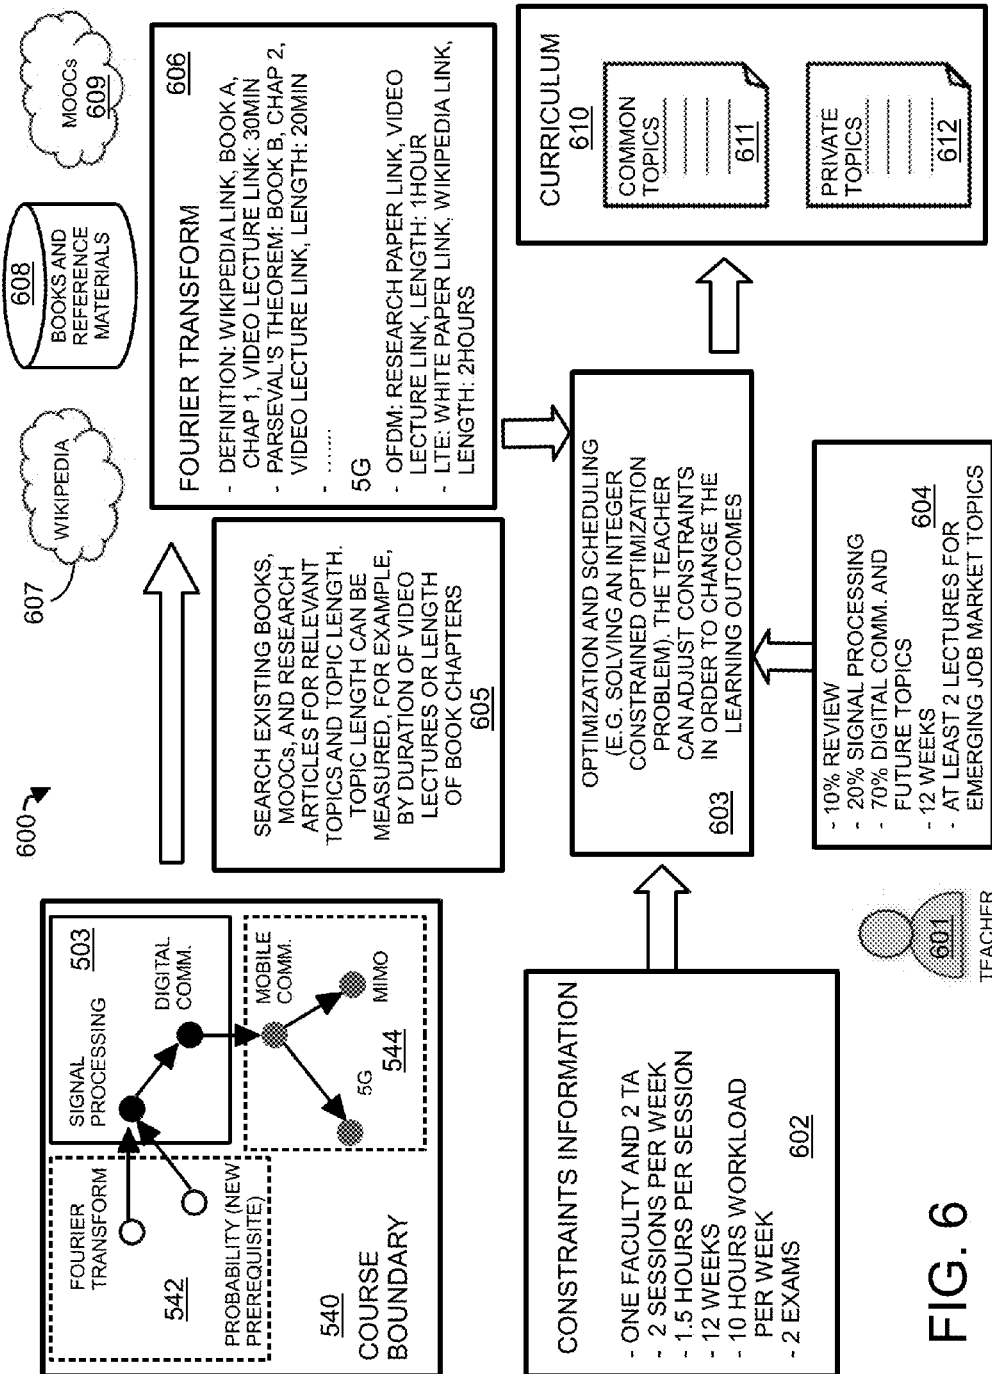 600
FOURIER
TRANSFORM
542
PROBABILITY (NEW
PREREQUISITE)
540
COURSE
BOUNDARY
SIGNAL
PROCESSING
503
DIGITAL
COMM.
MOBILE
COMM.
5G
544
MIMO
607
WIKIPEDIA
608
BOOKS AND
REFERENCE
MATERIALS
MOOCs
609
SEARCH EXISTING BOOKS,
MOOCs, AND RESEARCH
ARTICLES FOR RELEVANT
TOPICS AND TOPIC LENGTH.
TOPIC LENGTH CAN BE
MEASURED, FOR EXAMPLE,
BY DURATION OF VIDEO
LECTURES OR LENGTH
OF BOOK CHAPTERS
605
FOURIER TRANSFORM
606
- DEFINITION: WIKIPEDIA LINK, BOOK A,
CHAP 1, VIDEO LECTURE LINK: 30MIN
- PARSEVAL'S THEOREM: BOOK B, CHAP 2,
VIDEO LECTURE LINK, LENGTH: 20MIN
- .......
5G
- OFDM: RESEARCH PAPER LINK, VIDEO
LECTURE LINK, LENGTH: 1HOUR
- LTE: WHITE PAPER LINK, WIKIPEDIA LINK,
LENGTH: 2HOURS
CONSTRAINTS INFORMATION
- ONE FACULTY AND 2 TA
- 2 SESSIONS PER WEEK
- 1.5 HOURS PER SESSION
- 12 WEEKS
- 10 HOURS WORKLOAD
PER WEEK
- 2 EXAMS
602
OPTIMIZATION AND SCHEDULING
(E.G. SOLVING AN INTEGER
CONSTRAINED OPTIMIZATION
PROBLEM). THE TEACHER
CAN ADJUST CONSTRAINTS
IN ORDER TO CHANGE THE
LEARNING OUTCOMES
603
CURRICULUM
610
COMMON
TOPICS
611
PRIVATE
TOPICS
612
601
TEACHER
- 10% REVIEW
- 20% SIGNAL PROCESSING
- 70% DIGITAL COMM. AND
FUTURE TOPICS
- 12 WEEKS
604
- AT LEAST 2 LECTURES FOR
EMERGING JOB MARKET TOPICS
FIG. 6